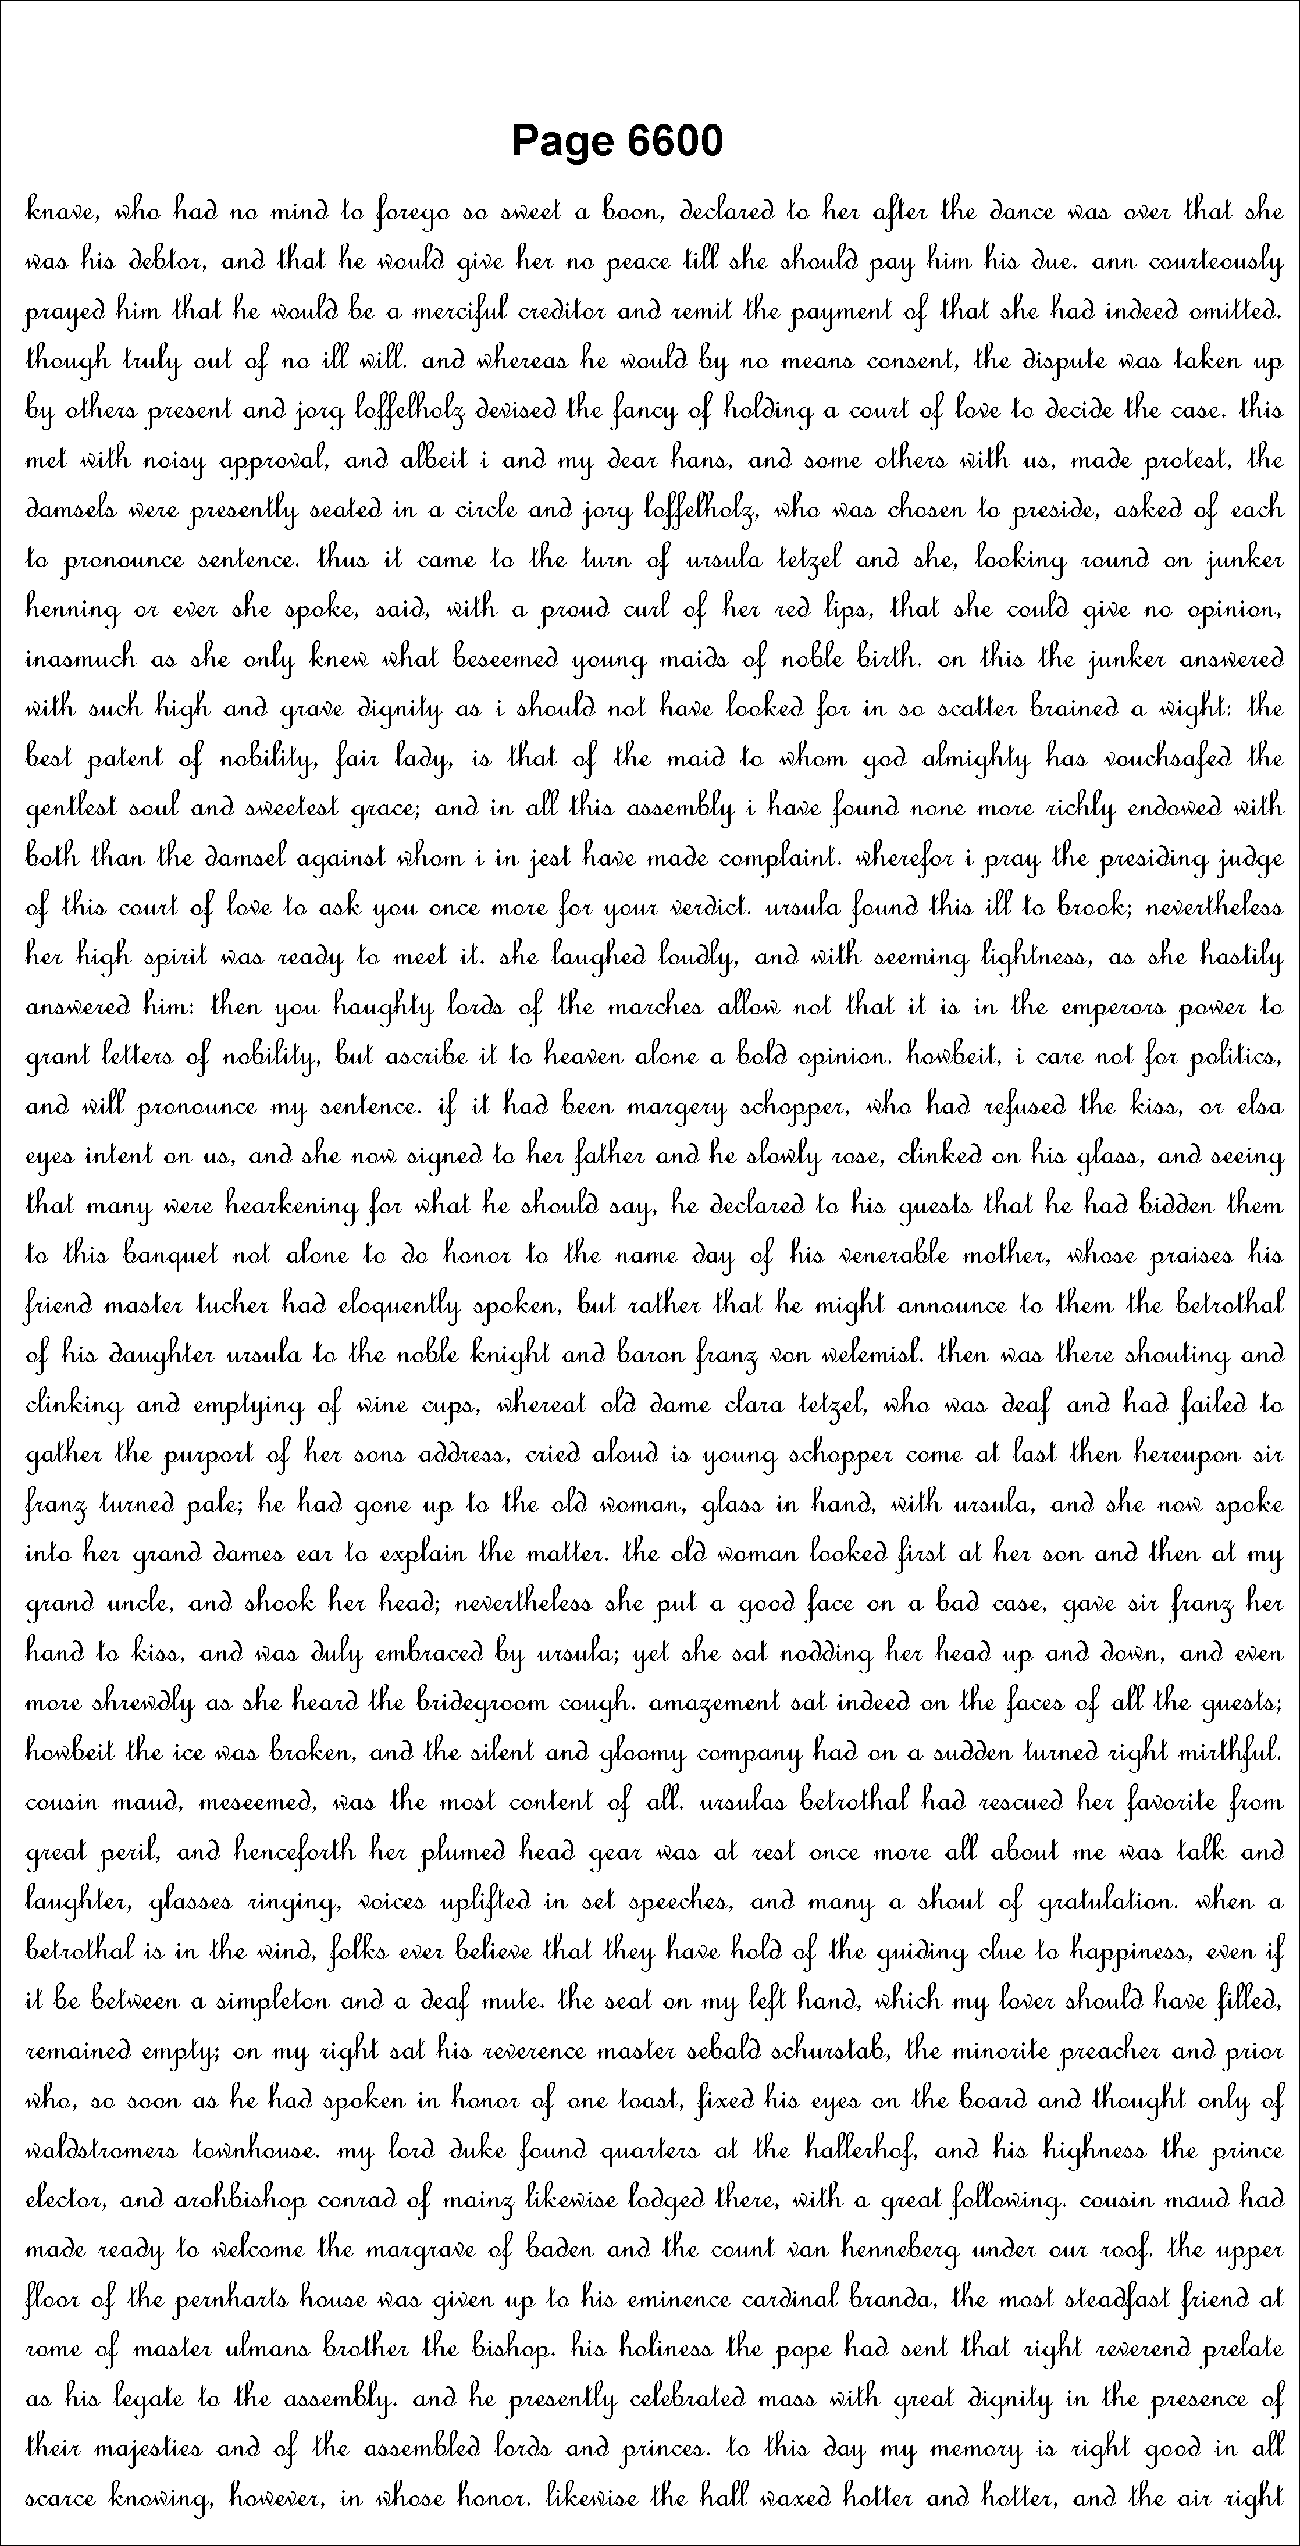 Page 6600
knave, who had no mind to forego so sweet a boon, declared to her after the dance was over that she
was his debtor, and that he would give her no peace till she should pay him his due. ann courteously
prayed him that he would be a merciful creditor and remit the payment of that she had indeed omitted,
though truly out of no ill will. and whereas he would by no means consent, the dispute was taken up
by others present and jorg loffelholz devised the fancy of holding a court of love to decide the case. this
met with noisy approval, and albeit i and my dear hans, and some others with us, made protest, the
damsels were presently seated in a circle and jorg loffelholz, who was chosen to preside, asked of each
to pronounce sentence. thus it came to the turn of ursula tetzel and she, looking round on junker
henning or ever she spoke, said, with a proud curl of her red lips, that she could give no opinion,
inasmuch as she only knew what beseemed young maids of noble birth. on this the junker answered
with such high and grave dignity as i should not have looked for in so scatter brained a wight: the
best patent of nobility, fair lady, is that of the maid to whom god almighty has vouchsafed the
gentlest soul and sweetest grace; and in all this assembly i have found none more richly endowed with
both than the damsel against whom i in jest have made complaint. wherefor i pray the presiding judge
of this court of love to ask you once more for your verdict. ursula found this ill to brook; nevertheless
her high spirit was ready to meet it. she laughed loudly, and with seeming lightness, as she hastily
answered him: then you haughty lords of the marches allow not that it is in the emperors power to
grant letters of nobility, but ascribe it to heaven alone a bold opinion. howbeit, i care not for politics,
and will pronounce my sentence. if it had been margery schopper, who had refused the kiss, or elsa
eyes intent on us, and she now signed to her father and he slowly rose, clinked on his glass, and seeing
that many were hearkening for what he should say, he declared to his guests that he had bidden them
to this banquet not alone to do honor to the name day of his venerable mother, whose praises his
friend master tucher had eloquently spoken, but rather that he might announce to them the betrothal
of his daughter ursula to the noble knight and baron franz von welemisl. then was there shouting and
clinking and emptying of wine cups, whereat old dame clara tetzel, who was deaf and had failed to
gather the purport of her sons address, cried aloud is young schopper come at last then hereupon sir
franz turned pale; he had gone up to the old woman, glass in hand, with ursula, and she now spoke
into her grand dames ear to explain the matter. the old woman looked first at her son and then at my
grand uncle, and shook her head; nevertheless she put a good face on a bad case, gave sir franz her
hand to kiss, and was duly embraced by ursula; yet she sat nodding her head up and down, and even
more shrewdly as she heard the bridegroom cough. amazement sat indeed on the faces of all the guests;
howbeit the ice was broken, and the silent and gloomy company had on a sudden turned right mirthful.
cousin maud, meseemed, was the most content of all. ursulas betrothal had rescued her favorite from
great peril, and henceforth her plumed head gear was at rest once more all about me was talk and
laughter, glasses ringing, voices uplifted in set speeches, and many a shout of gratulation. when a
betrothal is in the wind, folks ever believe that they have hold of the guiding clue to happiness, even if
it be between a simpleton and a deaf mute. the seat on my left hand, which my lover should have filled,
remained empty; on my right sat his reverence master sebald schurstab, the minorite preacher and prior
who, so soon as he had spoken in honor of one toast, fixed his eyes on the board and thought only of
waldstromers townhouse. my lord duke found quarters at the hallerhof, and his highness the prince
elector, and arohbishop conrad of mainz likewise lodged there, with a great following. cousin maud had
made ready to welcome the margrave of baden and the count van henneberg under our roof. the upper
floor of the pernharts house was given up to his eminence cardinal branda, the most steadfast friend at
rome of master ulmans brother the bishop. his holiness the pope had sent that right reverend prelate
as his legate to the assembly. and he presently celebrated mass with great dignity in the presence of
their majesties and of the assembled lords and princes. to this day my memory is right good in all
scarce knowing, however, in whose honor. likewise the hall waxed hotter and hotter, and the air right